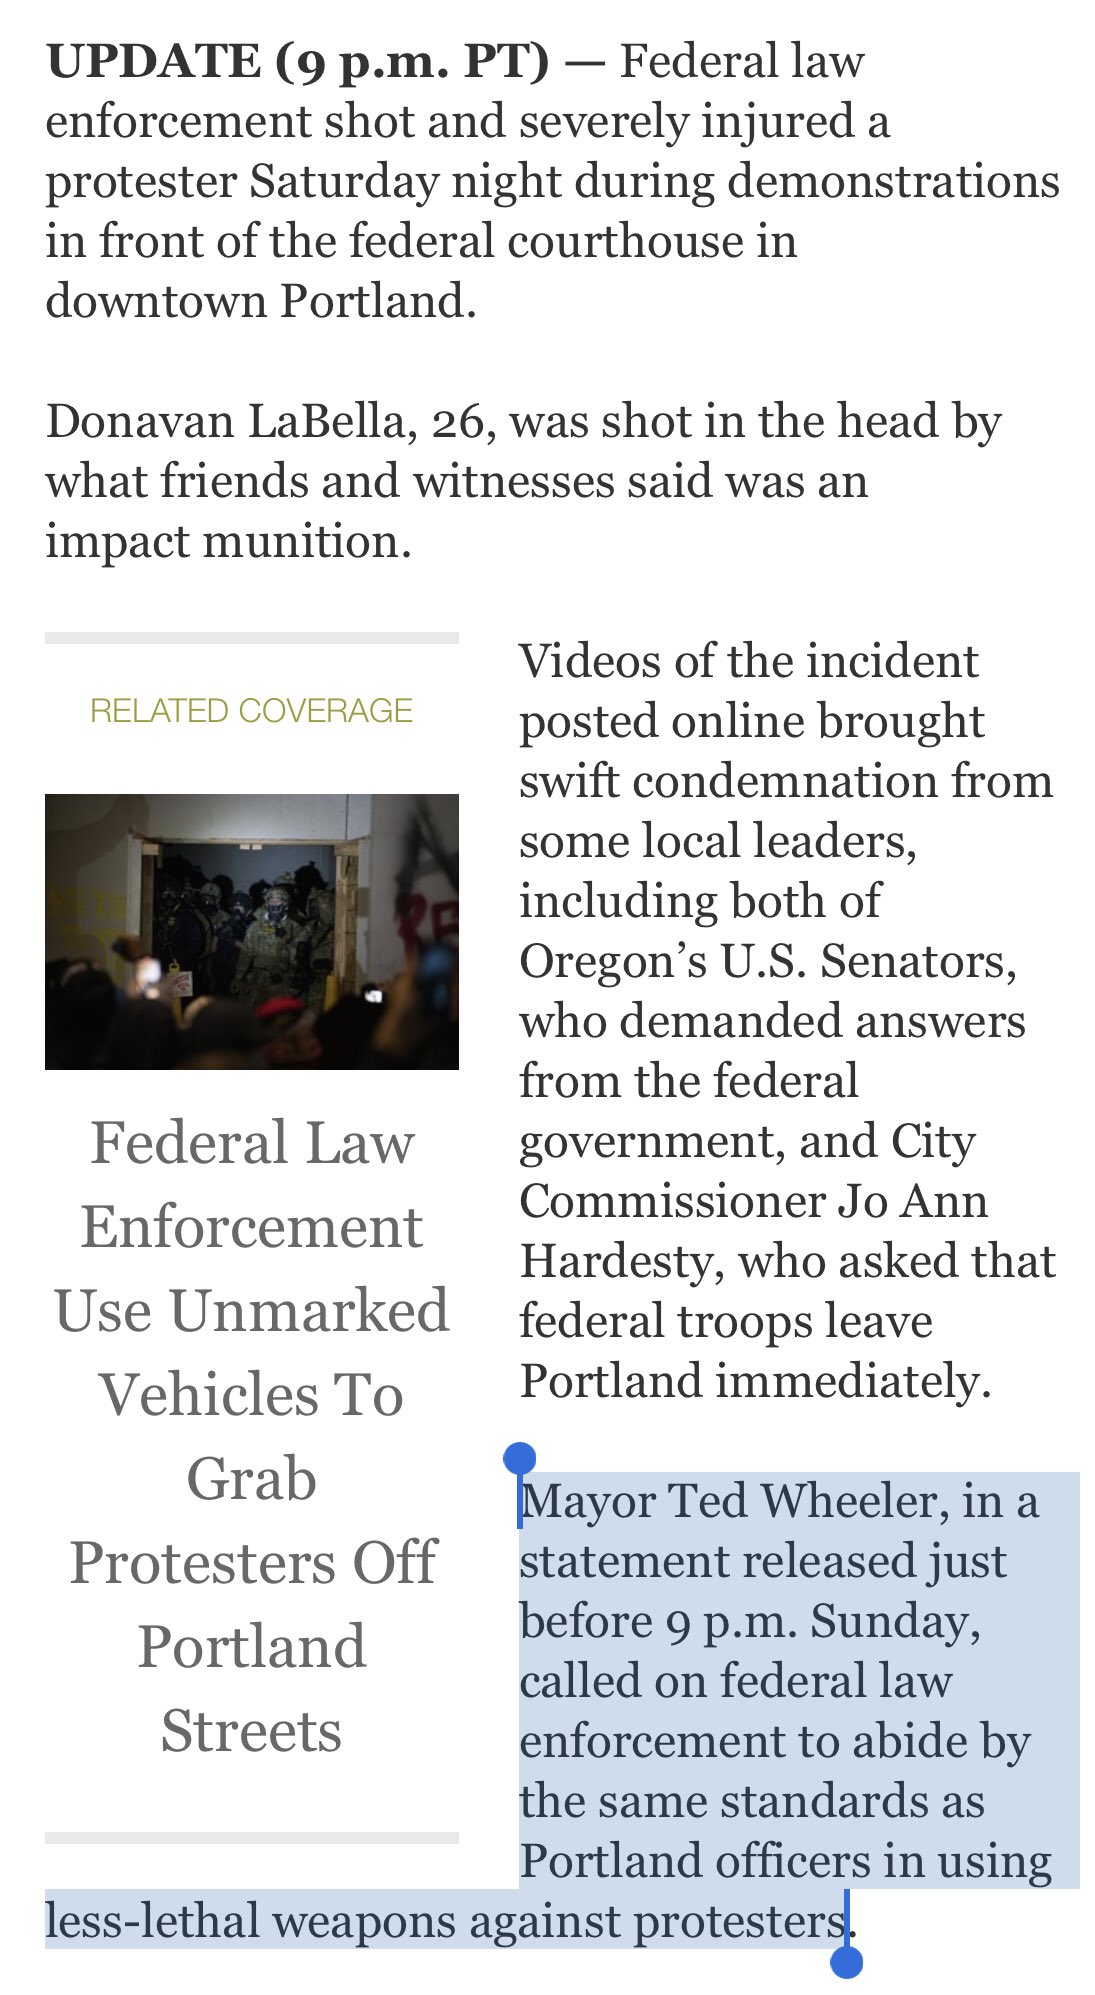 UPDATE (9 p.m. PT) — Federal law
enforcement shot and severely injured a
protester Saturday night during demonstrations
in front of the federal courthouse in
downtown Portland.
Donavan LaBella, 26, was shot in the head by
what friends and witnesses said was an
impact munition.
RELATED COVERAGE
Federal Law
Enforcement
Use Unmarked
Vehicles To
Grab
Protesters Off
Portland
Streets
Videos of the incident
posted online brought
swift condemnation from
some local leaders,
including both of
Oregon’s U.S. Senators,
who demanded answers
from the federal
government, and City
Commissioner Jo Ann
Hardesty, who asked that
federal troops leave
Portland immediately.
Mayor Ted Wheeler, in a
statement released just
before 9 p.m. Sunday,
called on federal law
enforcement to abide by
the same standards as
Portland officers in using
less-lethal weapons against protesters.